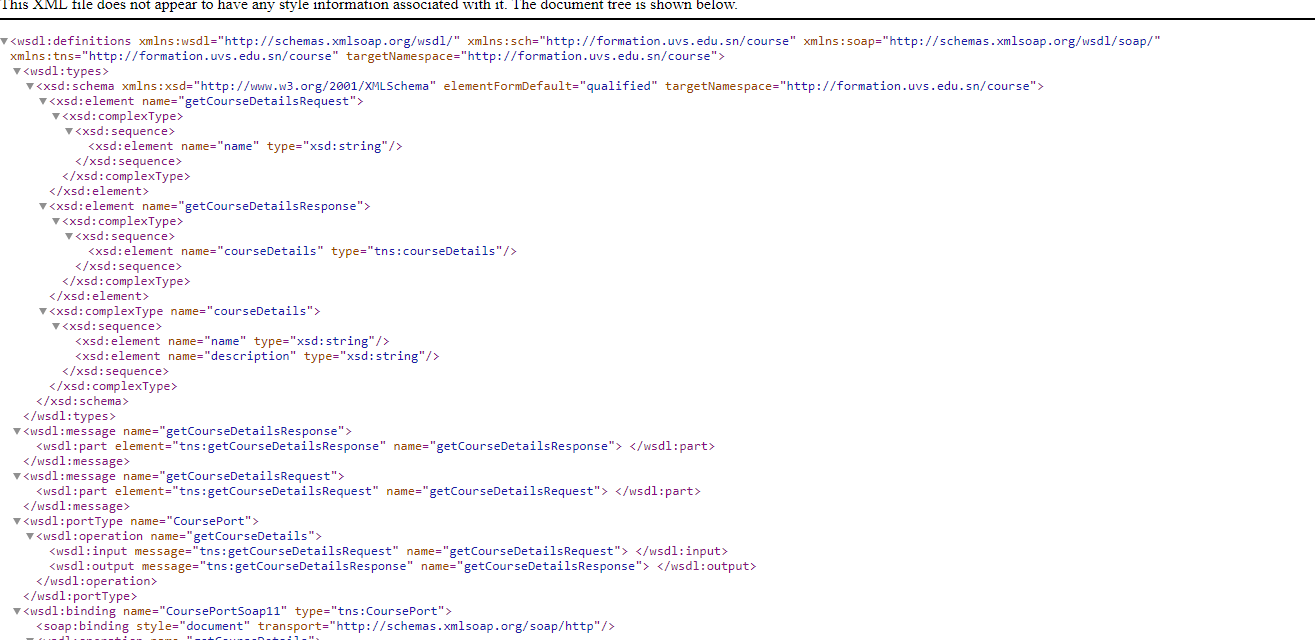 This XML file does not appear to have any style information associated with it. The document tree is shown below.
▼<wsdl:definitions xmlns:wsdl="http://schemas.xmlsoap.org/wsdl/" xmlns:sch="http://formation.uvs.edu.sn/course" xmlns:soap="http://schemas.xmlsoap.org/wsdl/soap/"
xmlns:tns="http://formation.uvs.edu.sn/course" targetNamespace="http://formation.uvs.edu.sn/course">
▼<wsdl:types>
▼<xsd:schema xmlns:xsd="http://www.w3.org/2001/XMLSchema" elementFormDefault="qualified" targetNamespace="http://formation.uvs.edu.sn/course">
▼<xsd:element name="getCourseDetailsRequest">
▼<xsd:complexType>
▼<xsd:sequence>
<xsd:element name="name" type="xsd:string"/>
</xsd:sequence>
</xsd:complexType>
</xsd:element>
▼<xsd:element name="getCourseDetailsResponse">
▼<xsd:complexType>
▼<xsd:sequence>
<xsd:element name="courseDetails" type="tns:courseDetails"/>
</xsd:sequence>
</xsd:complexType>
</xsd:element>
▼<xsd:complexType name="courseDetails">
▼<xsd:sequence>
<xsd:element name="name" type="xsd:string"/>
<xsd:element name="description" type="xsd:string"/>
</xsd:sequence>
</xsd:complexType>
</xsd:schema>
</wsdl:types>
▼<wsdl:message name="getCourseDetailsResponse">
<wsdl:part element="tns:getCourseDetailsResponse" name="getCourseDetailsResponse"> </wsdl:part>
</wsdl:message>
▼<wsdl:message name="getCourseDetailsRequest">
<wsdl:part element="tns:getCourseDetailsRequest" name="getCourseDetailsRequest"> </wsdl:part>
</wsdl:message>
▼<wsdl:portType name="CoursePort">
▼<wsdl:operation name="getCourseDetails">
<wsdl:input message="tns:getCourseDetailsRequest" name="getCourseDetailsRequest"> </wsdl:input>
<wsdl:output message="tns:getCourseDetailsResponse" name="getCourseDetailsResponse"> </wsdl:output>
</wsdl:operation>
</wsdl:portType>
▼<wsdl:binding name="CoursePortSoap11" type="tns:CoursePort">
<soap:binding style="document" transport="http://schemas.xmlsoap.org/soap/http"/>
▼<wsdl:operation name="getCourseDetails">